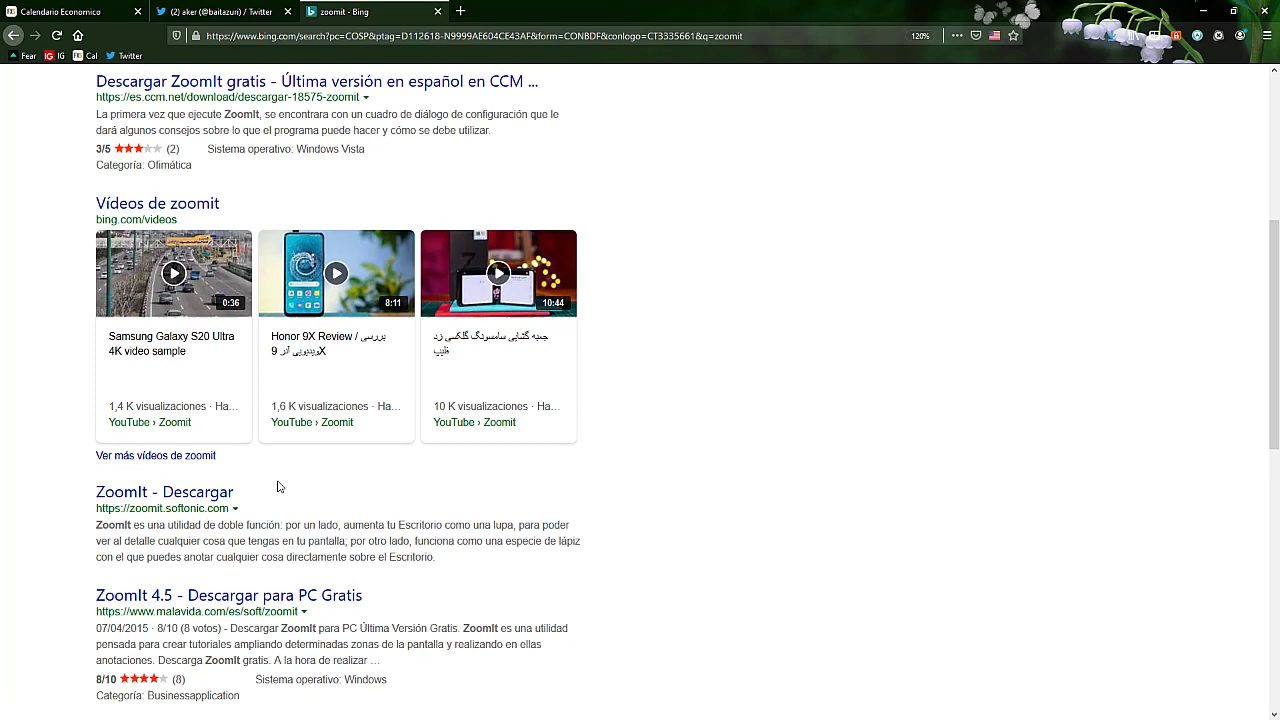 Calendario Economico
(2) aker (@baitazuri) / Twitter
zoomit - Bing
https://www.bing.com/search?pc=COSP&ptag=D112618-N9999AE604CE43AF&form=CONBDF&conlogo=CT3335661&q=zoomit
120%
Fear IG IG Cal Twitter
Descargar ZoomIt gratis - Última versión en español en CCM ...
https://es.ccm.net/download/descargar-18575-zoomit
La primera vez que ejecute ZoomIt, se encontrara con un cuadro de diálogo de configuración que le
dará algunos consejos sobre lo que el programa puede hacer y cómo se debe utilizar.
3/5 (2) Sistema operativo: Windows Vista
Categoría: Ofimática
Vídeos de zoomit
bing.com/videos
0:36
8:11
10:44
Samsung Galaxy S20 Ultra
4K video sample
1,4 K visualizaciones · Ha...
YouTube › Zoomit
Honor 9X Review / بررسی
ویدیویی آنر 9X
1,6 K visualizaciones · Ha...
YouTube › Zoomit
جعبه گشایی سامسونگ گلکسی زد
فلیپ
10 K visualizaciones · Ha...
YouTube › Zoomit
Ver más vídeos de zoomit
ZoomIt - Descargar
https://zoomit.softonic.com
ZoomIt es una utilidad de doble función: por un lado, aumenta tu Escritorio como una lupa, para poder
ver al detalle cualquier cosa que tengas en tu pantalla; por otro lado, funciona como una especie de lápiz
con el que puedes anotar cualquier cosa directamente sobre el Escritorio.
ZoomIt 4.5 - Descargar para PC Gratis
https://www.malavida.com/es/soft/zoomit
07/04/2015 · 8/10 (8 votos) - Descargar ZoomIt para PC Última Versión Gratis. ZoomIt es una utilidad
pensada para crear tutoriales ampliando determinadas zonas de la pantalla y realizando en ellas
anotaciones. Descarga ZoomIt gratis. A la hora de realizar …
8/10 (8) Sistema operativo: Windows
Categoría: Businessapplication